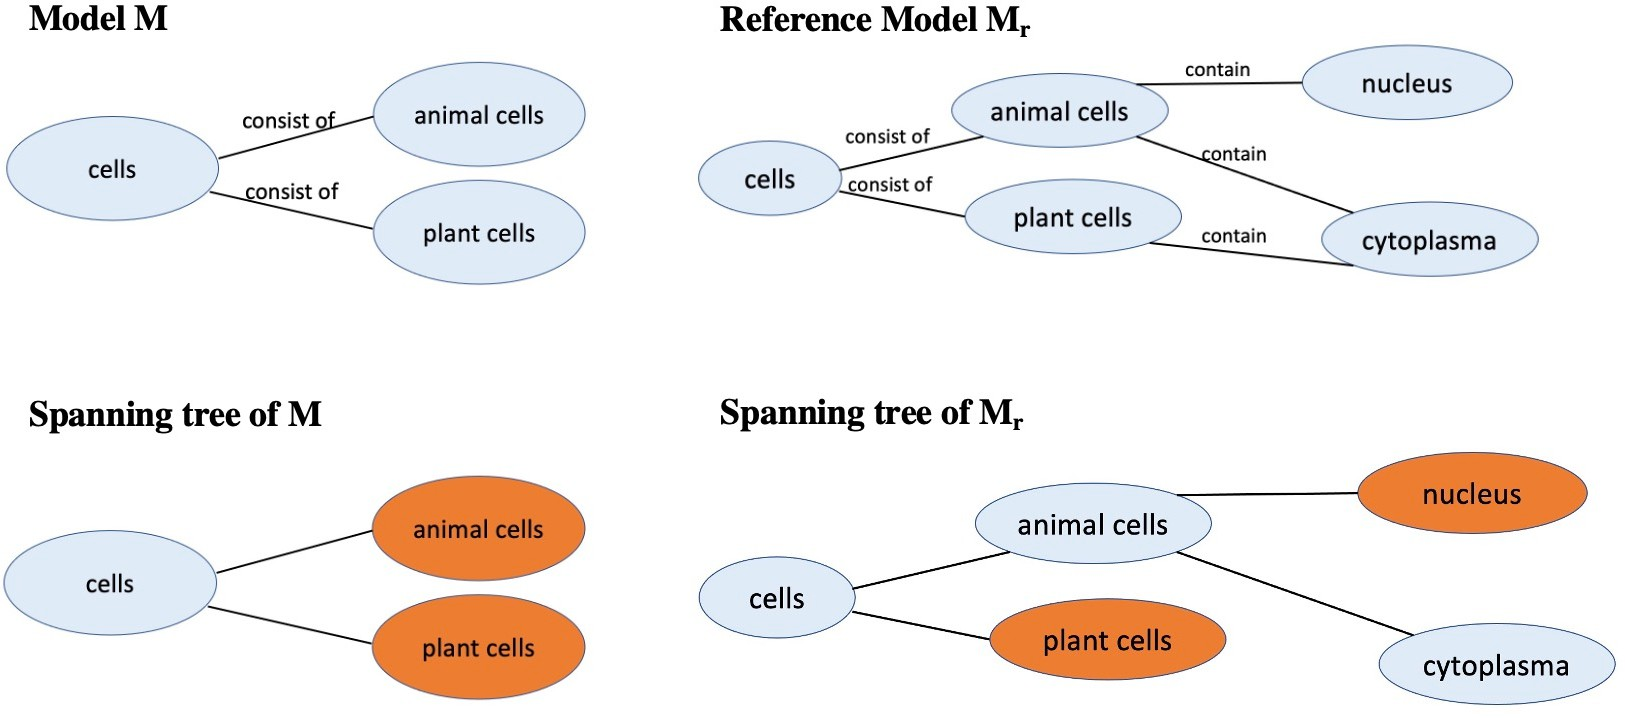 Model M
Reference Model Mr
cells
consist of
consist of
animal cells
plant cells
cells
consist of
consist of
animal cells
plant cells
contain
contain
contain
nucleus
cytoplasma
Spanning tree of M
Spanning tree of Mr
cells
animal cells
plant cells
cells
animal cells
plant cells
nucleus
cytoplasma